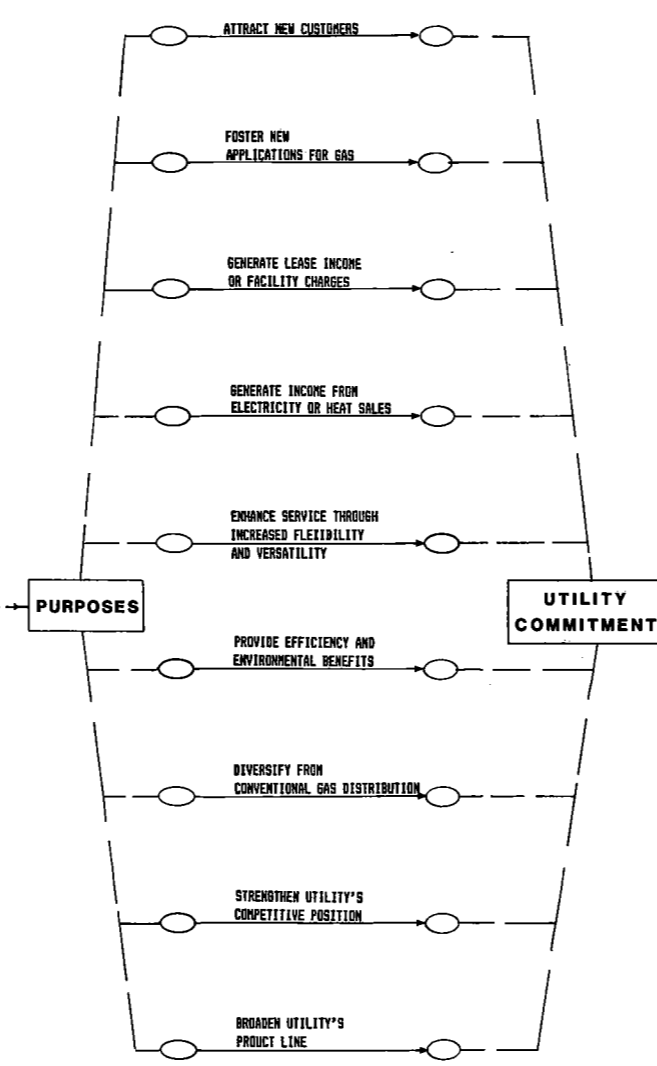 ATTRACT NEW CUSTOMERS
FOSTER NEW
APPLICATIONS FOR GAS
GENERATE LEASE INCOME
OR FACILITY CHARGES
GENERATE INCOME FROM
ELECTRICITY OR HEAT SALES
ENHANCE SERVICE THROUGH
INCREASED FLEXIBILITY
AND VERSATILITY
PURPOSES
UTILITY
COMMITMENT
PROVIDE EFFICIENCY AND
ENVIRONMENTAL BENEFITS
DIVERSIFY FROM
CONVENTIONAL GAS DISTRIBUTION
STRENGTHEN UTILITY'S
COMPETITIVE POSITION
BROADEN UTILITY'S
PROUCT LINE